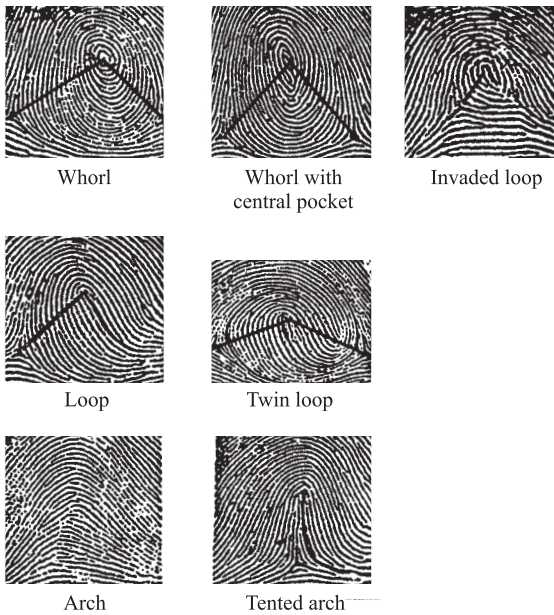 Whorl
Whorl with
central pocket
Invaded loop
Loop
Twin loop
Arch
Tented arch